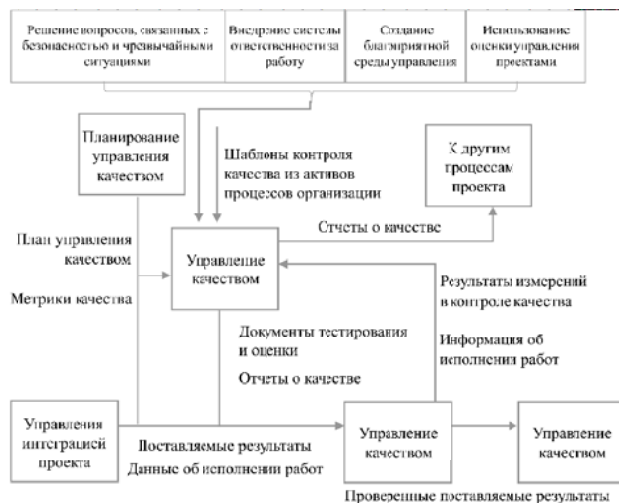 Решение вопросов, связанных с
безопасностью и чрезвычайными
ситуациями
Внедрение системы
ответственности за
работу
Создание
благоприятной
среды управления
Использование
оценки управления
проектами
Планирование
управления
качеством
Шаблоны контроля
качества из активов
процессов организации
К другим
процессам
проекта
Отчеты о качестве
План управления
качеством
Метрики качества
Управление
качеством
Результаты измерений
в контроле качества
Информация об
исполнении работ
Документы тестирования
и оценки
Отчеты о качестве
Управления
интеграцией
проекта
Поставляемые результаты
Данные об исполнении работ
Управление
качеством
Управление
качеством
Проверенные поставляемые результаты